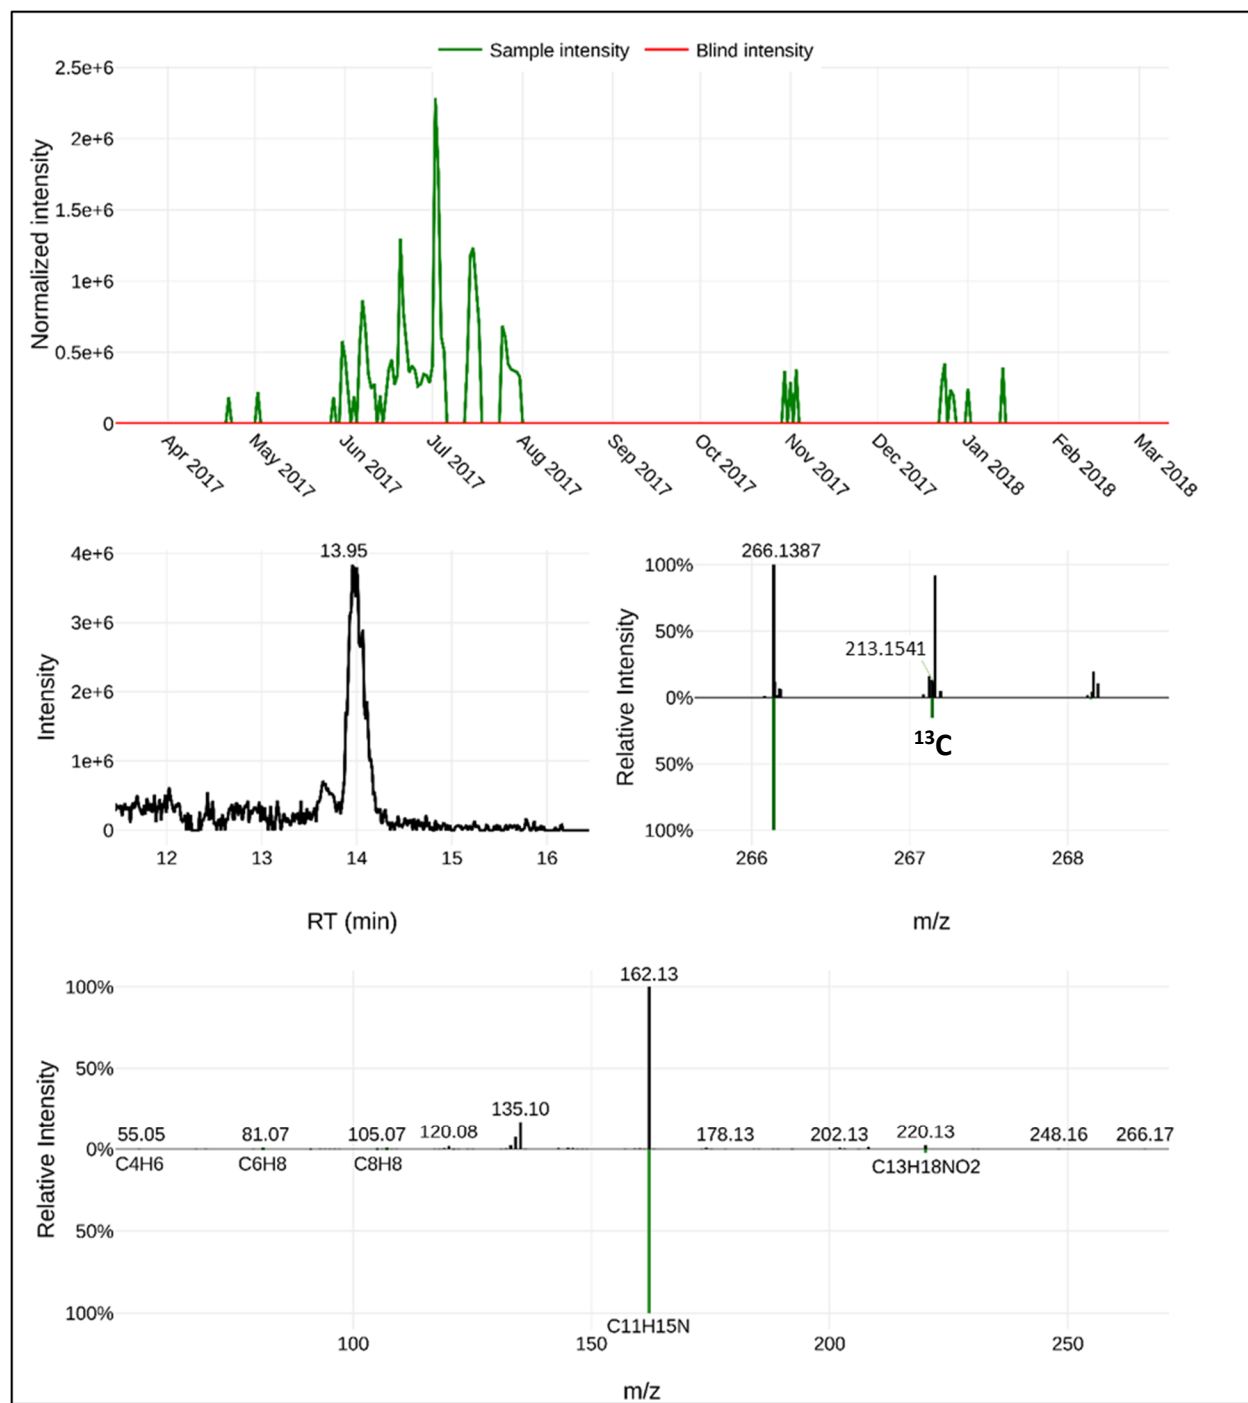 Sample intensity Blind intensity
2.5e+6
2e+6
1.5e+6
1e+6
0.5e+6
0
Normalized intensity
Apr 2017 May 2017 Jun 2017 Jul 2017 Aug 2017 Sep 2017 Oct 2017 Nov 2017 Dec 2017 Jan 2018 Feb 2018 Mar 2018
4e+6
3e+6
2e+6
1e+6
0
Intensity
13.95
12 13 14 15 16
RT (min)
100%
50%
0%
50%
100%
Relative Intensity
266.1387
213.1541
¹³C
266 267 268
m/z
100%
50%
0%
50%
100%
Relative Intensity
162.13
135.10
55.05 81.07 105.07 120.08 178.13 202.13 220.13 248.16 266.17
C4H6 C6H8 C8H8 C13H18NO2
C11H15N
100 150 200 250
m/z